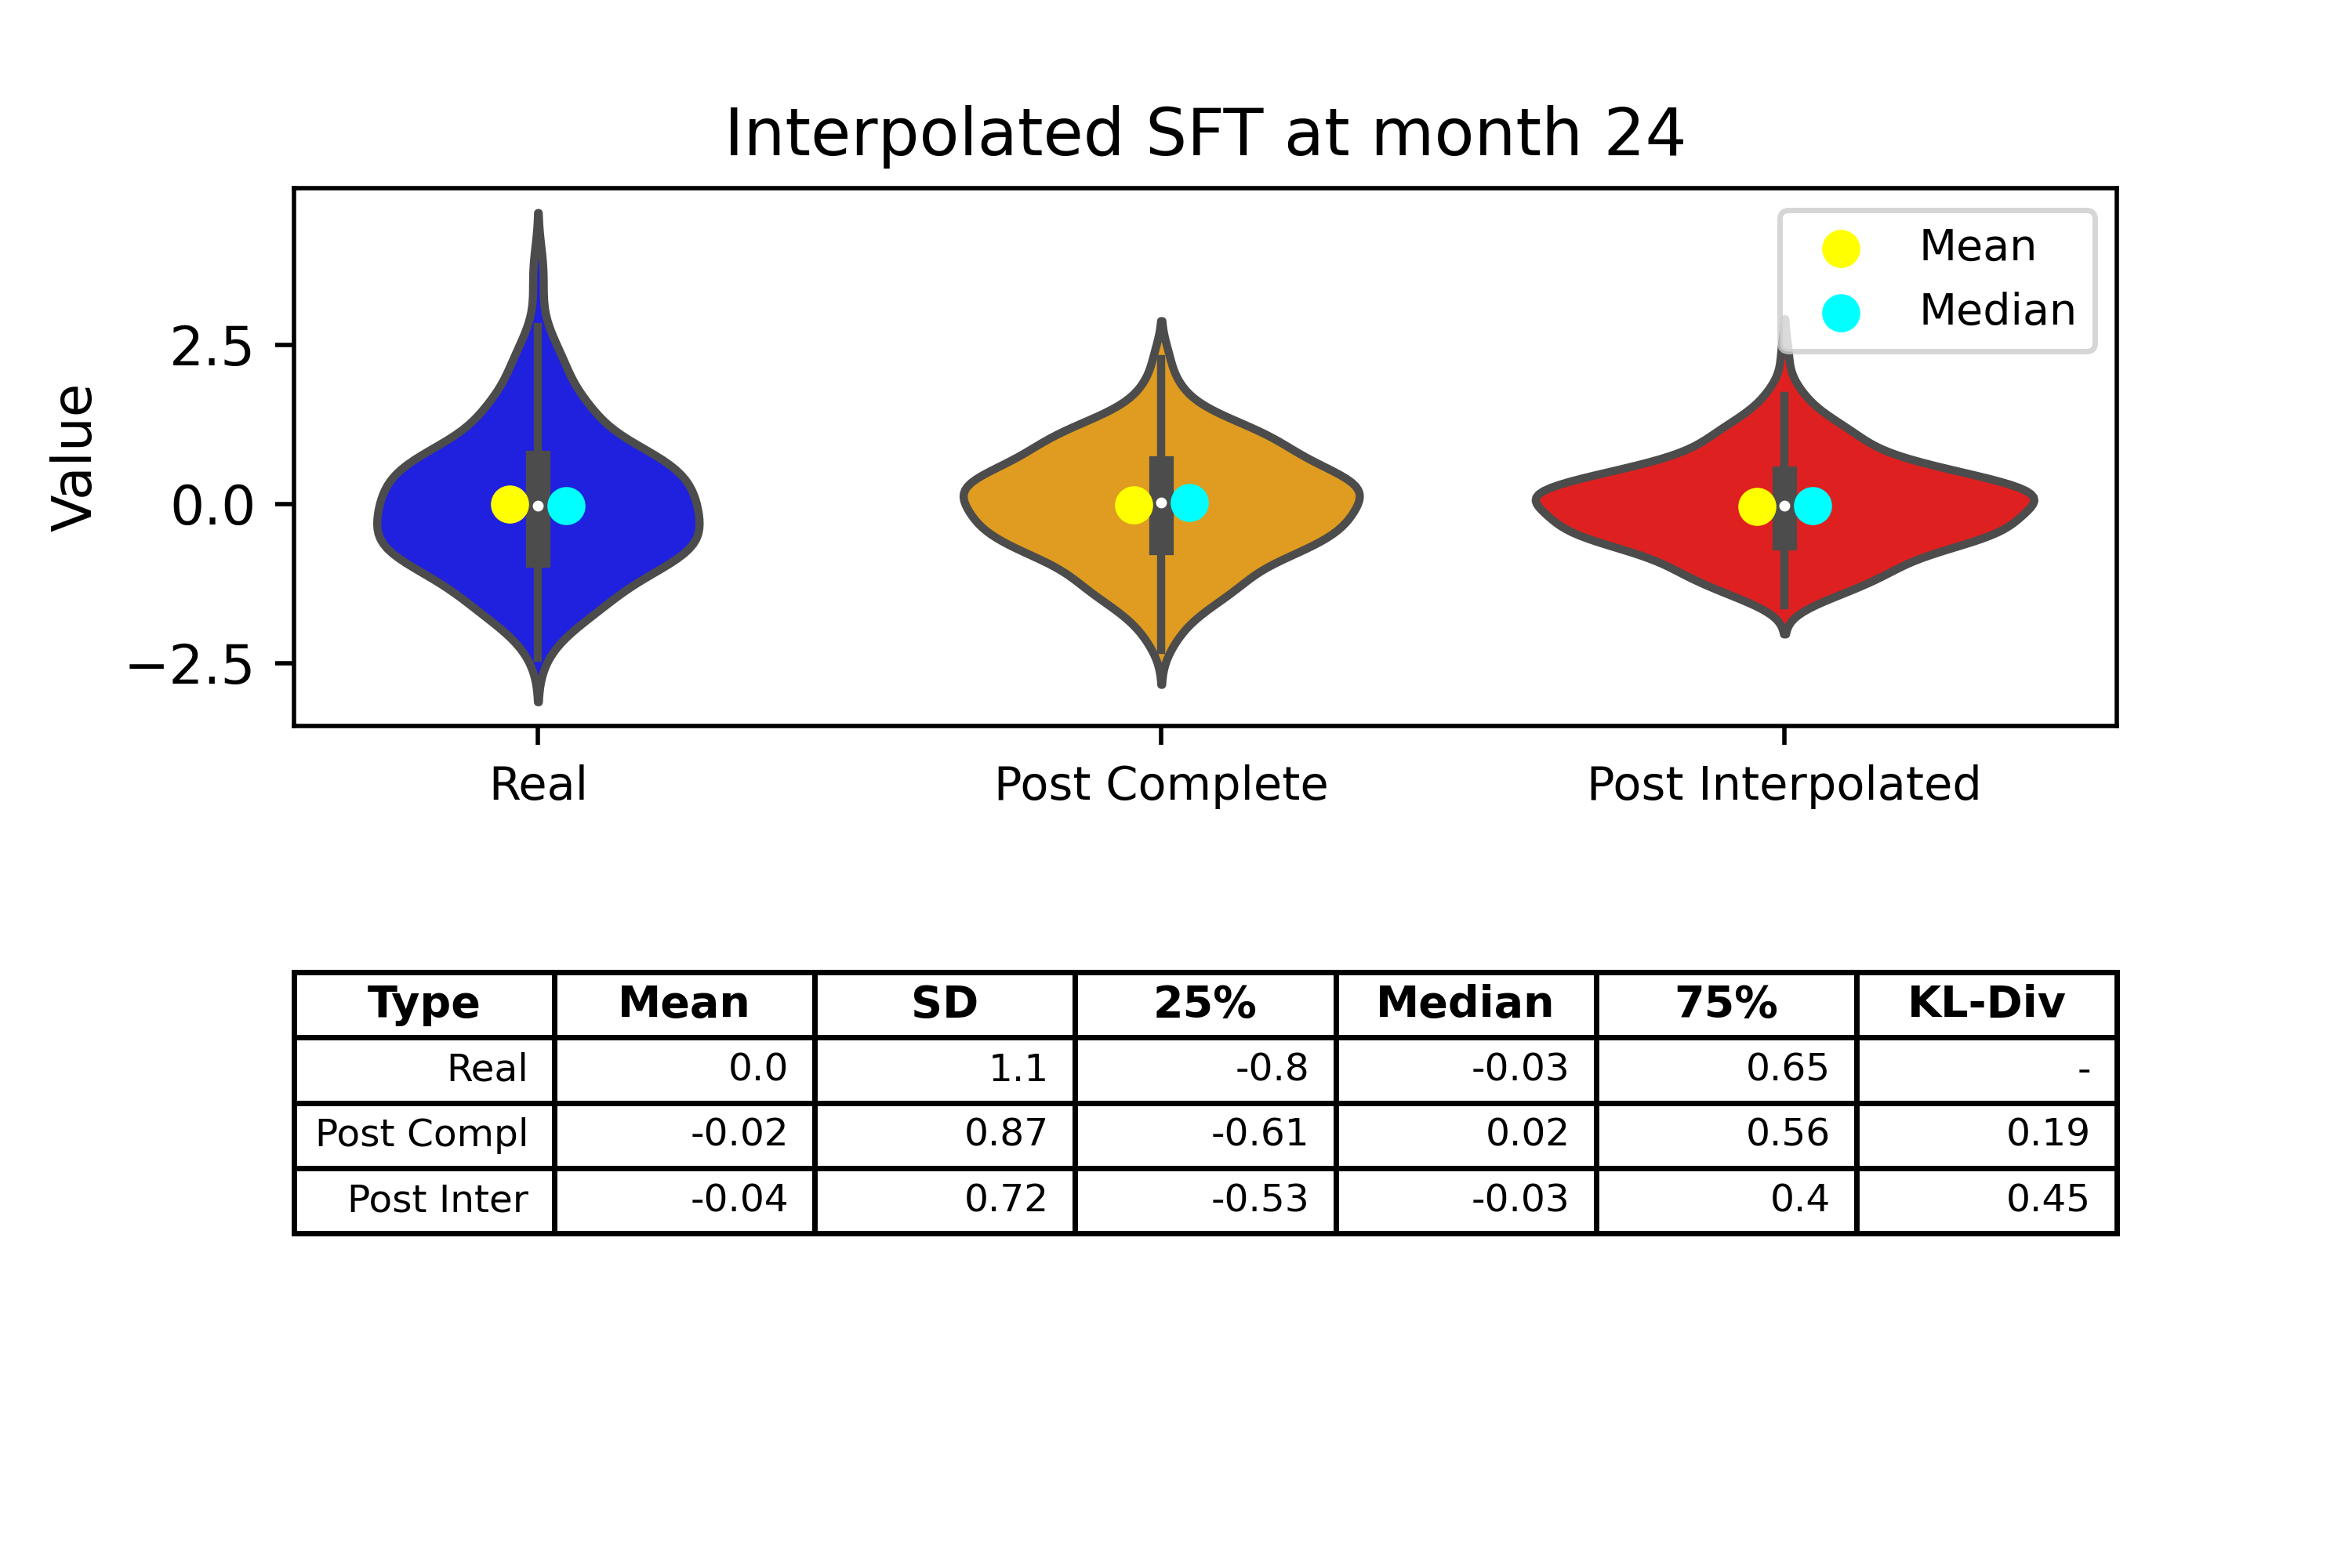 Interpolated SFT at month 24
Mean
Median
Value
2.5
0.0
−2.5
Real Post Complete Post Interpolated
Type Mean SD 25% Median 75% KL-Div
Real 0.0 1.1 -0.8 -0.03 0.65 -
Post Compl -0.02 0.87 -0.61 0.02 0.56 0.19
Post Inter -0.04 0.72 -0.53 -0.03 0.4 0.45